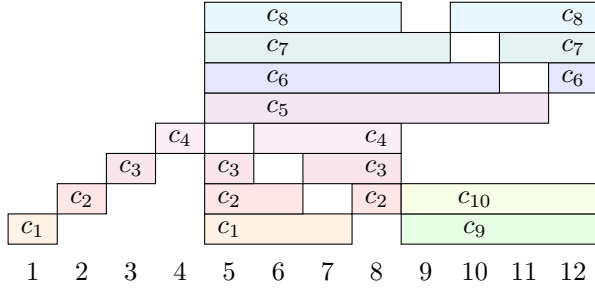 c₈ c₈
c₇ c₇
c₆ c₆
c₅
c₄ c₄
c₃ c₃ c₃
c₂ c₂ c₂ c₁₀
c₁ c₁ c₉
1 2 3 4 5 6 7 8 9 10 11 12